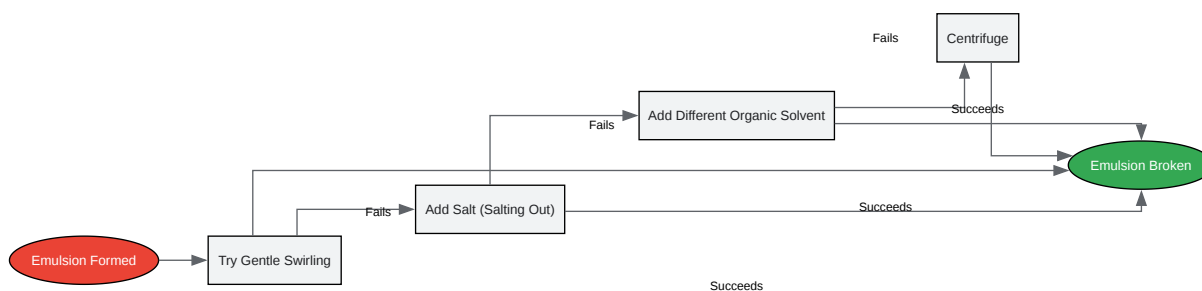 Fails
Centrifuge
Succeeds
Add Different Organic Solvent
Fails
Emulsion Broken
Add Salt (Salting Out)
Fails
Succeeds
Emulsion Formed
Try Gentle Swirling
Succeeds